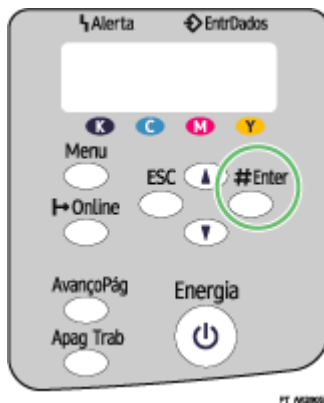 Alerta EntrDados
K C M Y
Menu
ESC #Enter
Online
AvançoPág Energia
Apag Trab